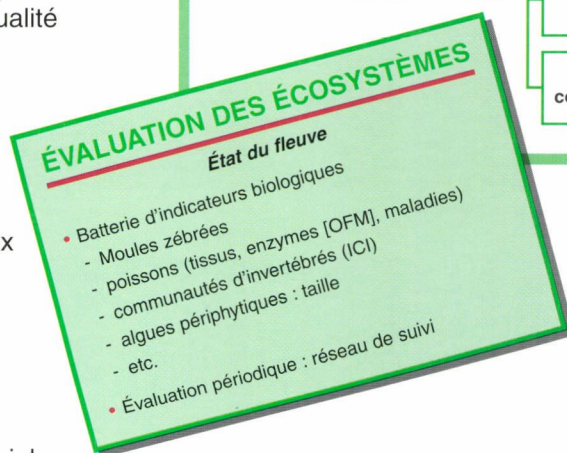 ualité
ÉVALUATION DES ÉCOSYSTÈMES
État du fleuve
• Batterie d'indicateurs biologiques
- Moules zébrées
- poissons (tissus, enzymes [OFM], maladies)
- communautés d'invertébrés (ICI)
- algues périphytiques : taille
- etc.
• Évaluation périodique : réseau de suivi
x
co